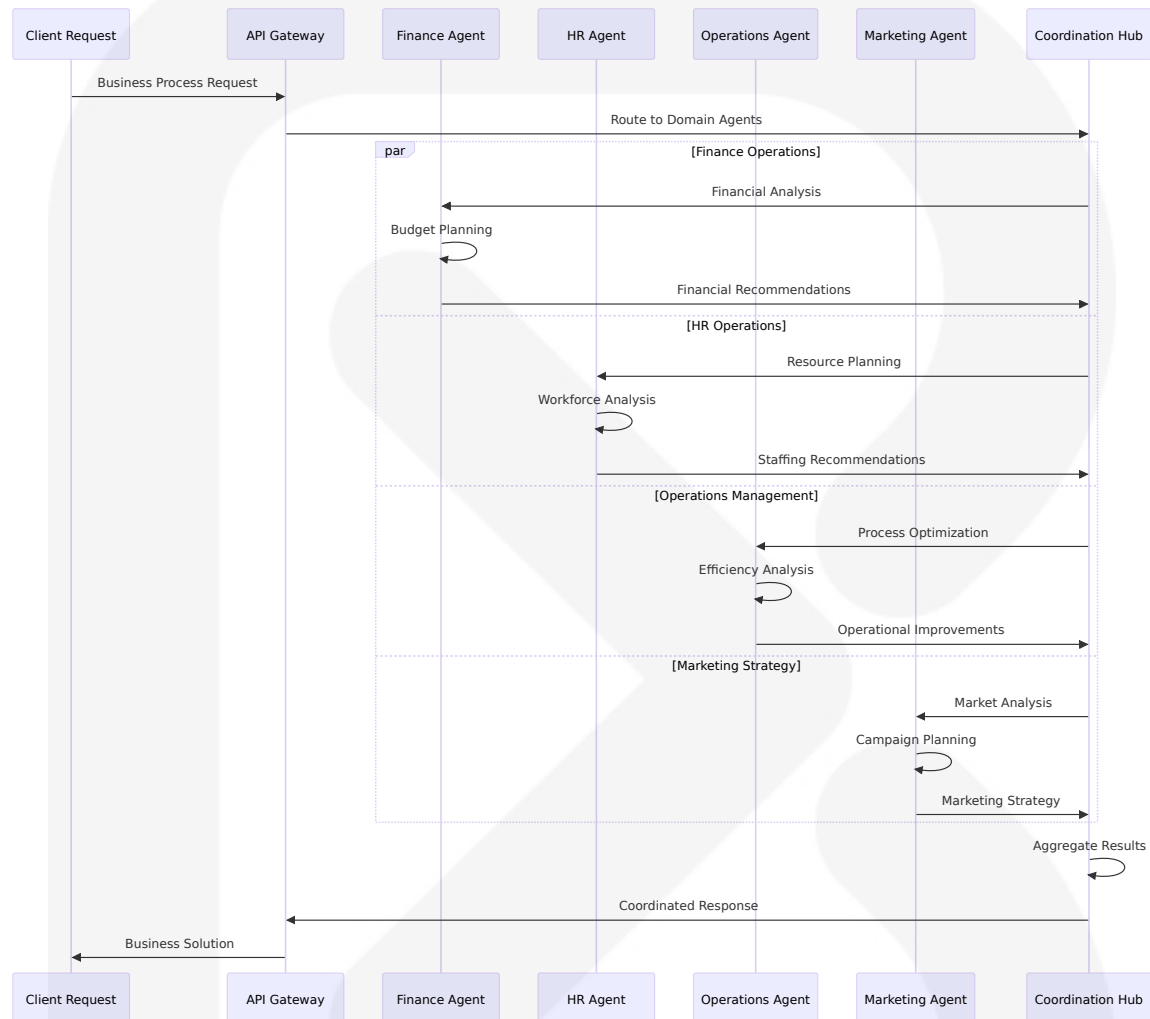 Client Request
API Gateway
Finance Agent
HR Agent
Operations Agent
Marketing Agent
Coordination Hub
Business Process Request
Route to Domain Agents
par
[Finance Operations]
Financial Analysis
Budget Planning
Financial Recommendations
[HR Operations]
Resource Planning
Workforce Analysis
Staffing Recommendations
[Operations Management]
Process Optimization
Efficiency Analysis
Operational Improvements
[Marketing Strategy]
Market Analysis
Campaign Planning
Marketing Strategy
Aggregate Results
Coordinated Response
Business Solution
Client Request
API Gateway
Finance Agent
HR Agent
Operations Agent
Marketing Agent
Coordination Hub